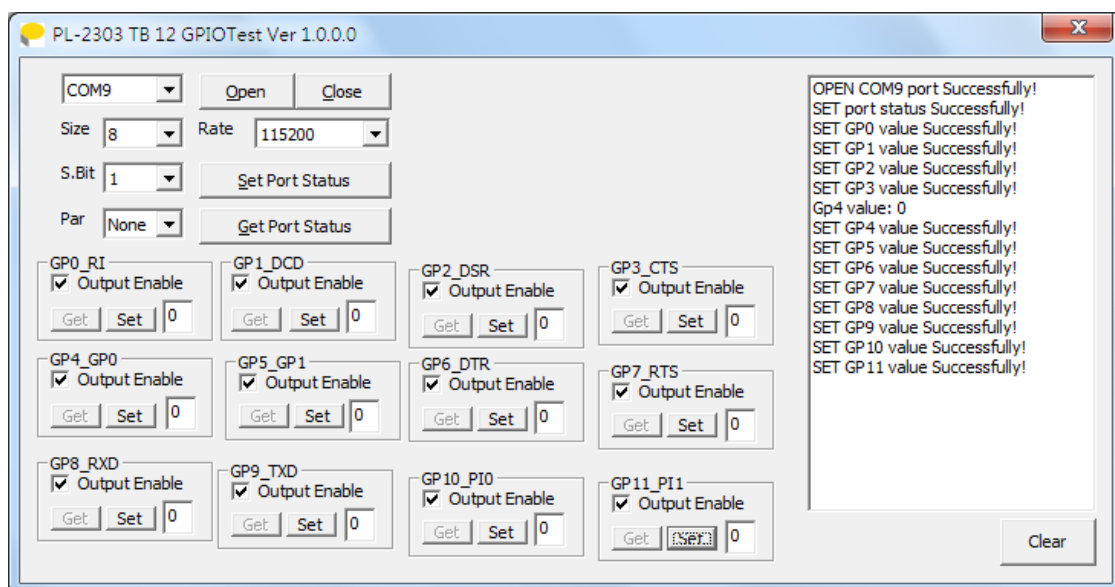 PL-2303 TB 12 GPIOTest Ver 1.0.0.0
COM9 Open Close
Size 8 Rate 115200
S.Bit 1 Set Port Status
Par None Get Port Status
GP0_RI
Output Enable
Get Set 0
GP1_DCD
Output Enable
Get Set 0
GP2_DSR
Output Enable
Get Set 0
GP3_CTS
Output Enable
Get Set 0
GP4_GP0
Output Enable
Get Set 0
GP5_GP1
Output Enable
Get Set 0
GP6_DTR
Output Enable
Get Set 0
GP7_RTS
Output Enable
Get Set 0
GP8_RXD
Output Enable
Get Set 0
GP9_TXD
Output Enable
Get Set 0
GP10_PI0
Output Enable
Get Set 0
GP11_PI1
Output Enable
Get Set 0
OPEN COM9 port Successfully!
SET port status Successfully!
SET GP0 value Successfully!
SET GP1 value Successfully!
SET GP2 value Successfully!
SET GP3 value Successfully!
Gp4 value: 0
SET GP4 value Successfully!
SET GP5 value Successfully!
SET GP6 value Successfully!
SET GP7 value Successfully!
SET GP8 value Successfully!
SET GP9 value Successfully!
SET GP10 value Successfully!
SET GP11 value Successfully!
Clear